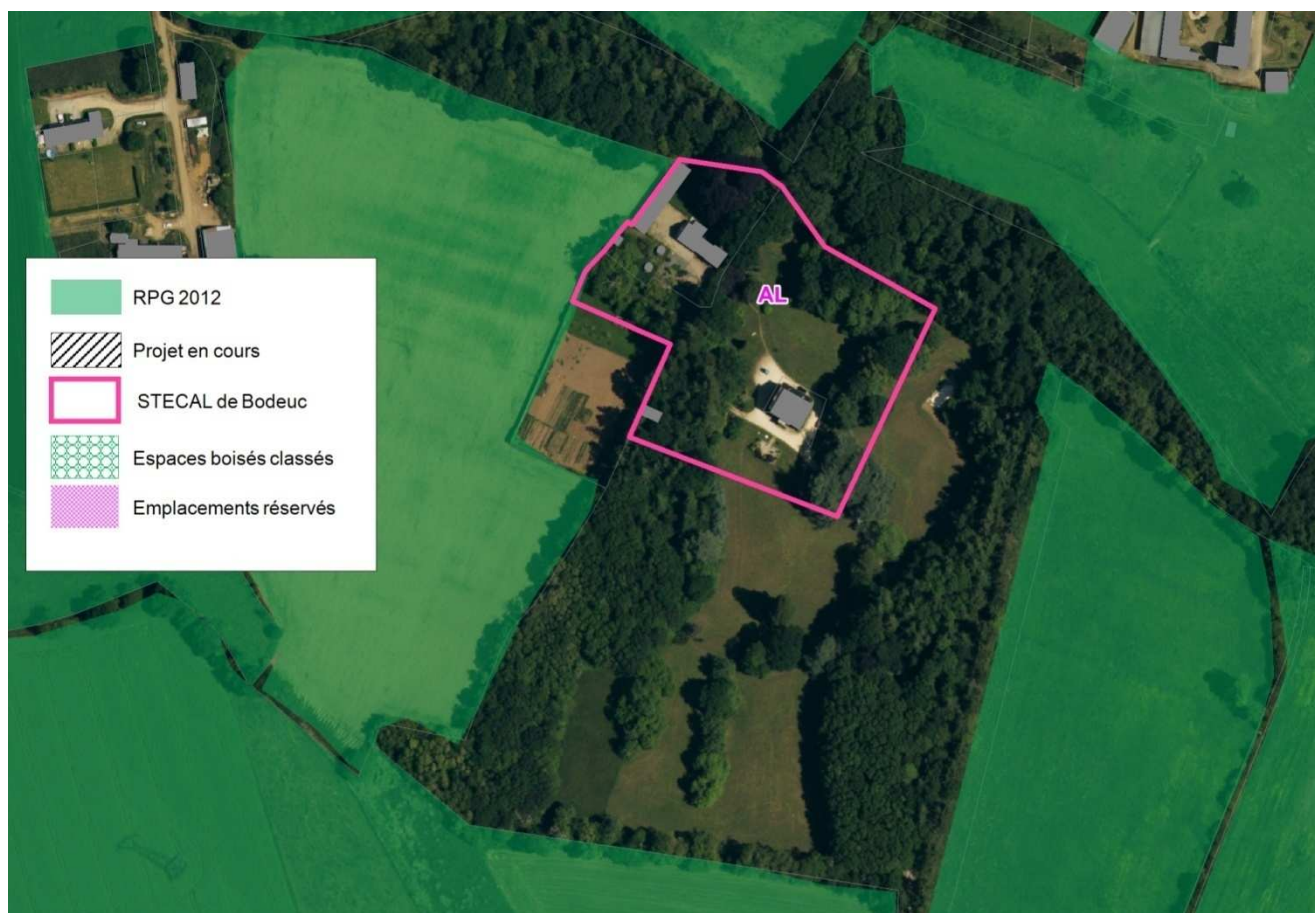 AL
RPG 2012
Projet en cours
STECAL de Bodeuc
Espaces boisés classés
Emplacements réservés